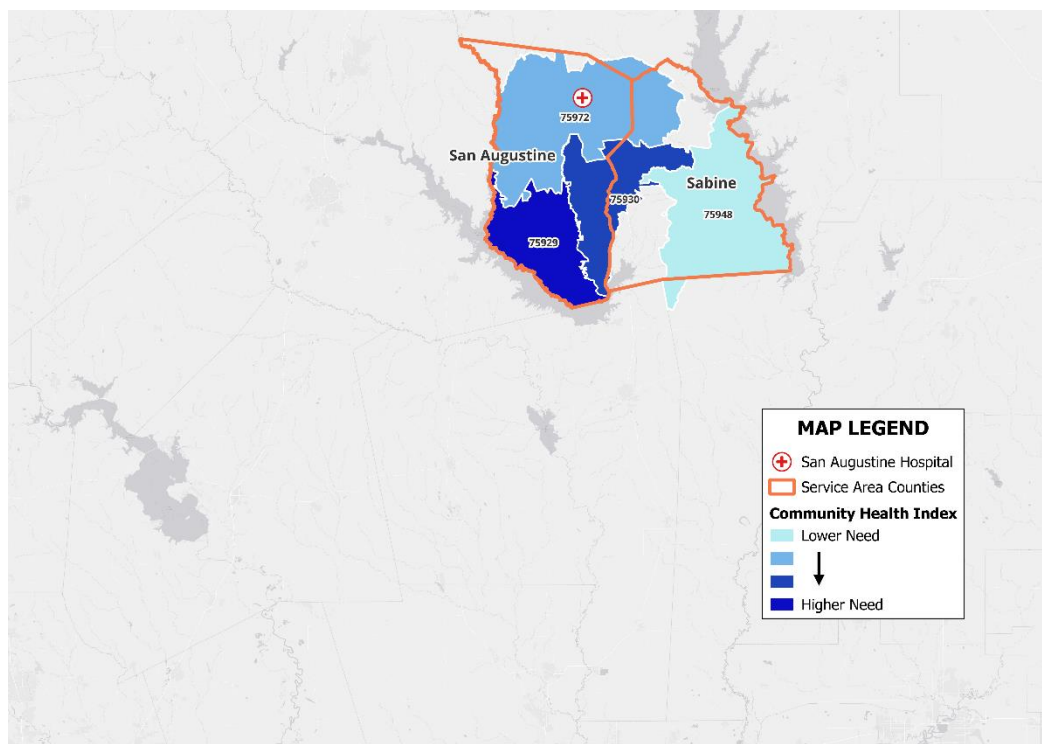 75972
San Augustine
Sabine
75930
75948
75929
MAP LEGEND
San Augustine Hospital
Service Area Counties
Community Health Index
Lower Need
Higher Need